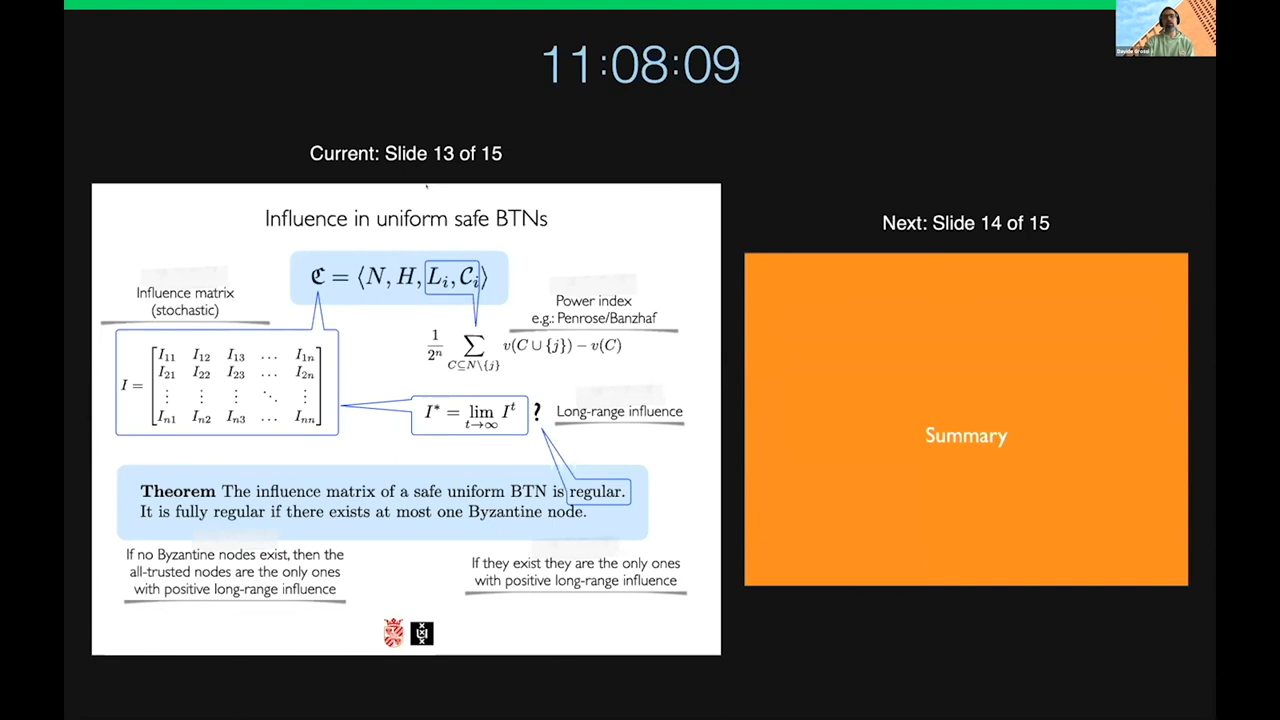 Davide Grossi
11:08:09
Current: Slide 13 of 15
Next: Slide 14 of 15
Influence in uniform safe BTNs
ℭ = ⟨N, H, L_i, 𝒞_i⟩
Influence matrix
(stochastic)
Power index
e.g.: Penrose/Banzhaf
1/2^n ∑_{C⊆N\{j}} v(C ∪ {j}) − v(C)
I =
I_11 I_12 I_13 … I_1n
I_21 I_22 I_23 … I_2n
⋮ ⋮ ⋮ ⋱ ⋮
I_n1 I_n2 I_n3 … I_nn
I* = lim_{t→∞} I^t ?
Long-range influence
Theorem The influence matrix of a safe uniform BTN is regular.
It is fully regular if there exists at most one Byzantine node.
If no Byzantine nodes exist, then the
all-trusted nodes are the only ones
with positive long-range influence
If they exist they are the only ones
with positive long-range influence
Summary